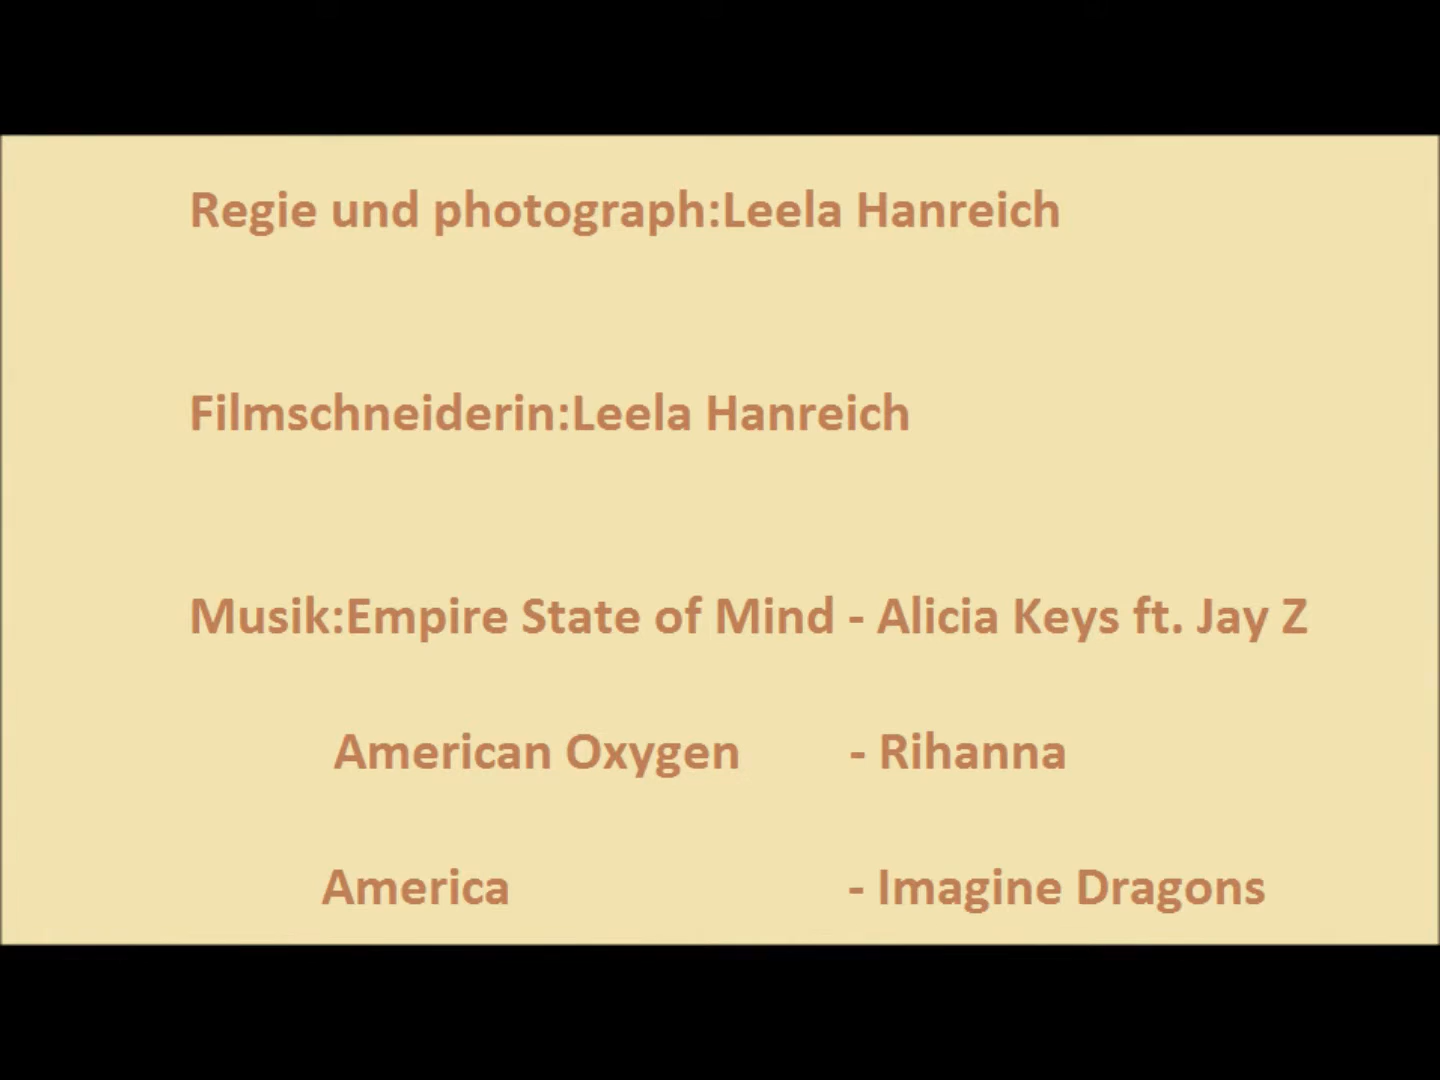 Regie und photograph:Leela Hanreich
Filmschneiderin:Leela Hanreich
Musik:Empire State of Mind - Alicia Keys ft. Jay Z
American Oxygen - Rihanna
America - Imagine Dragons